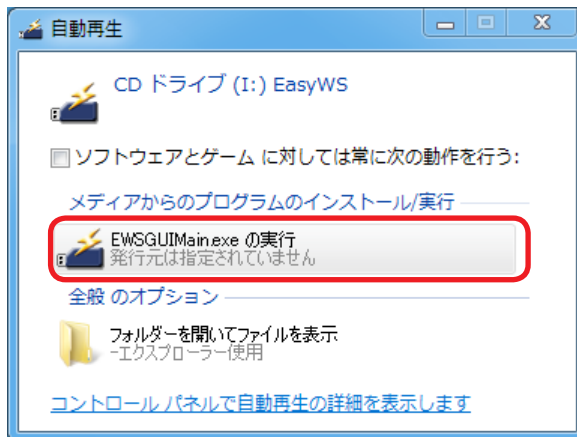 自動再生
CD ドライブ (I:) EasyWS
ソフトウェアとゲーム に対しては常に次の動作を行う:
メディアからのプログラムのインストール/実行
EWSGUIMain.exe の実行
発行元は指定されていません
全般 のオプション
フォルダーを開いてファイルを表示
-エクスプローラー使用
コントロール パネルで自動再生の詳細を表示します